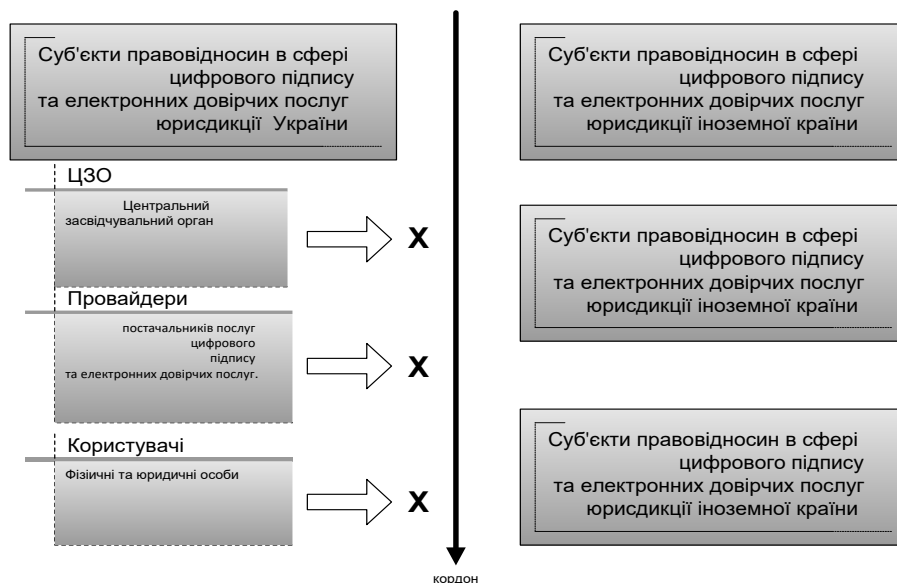 Суб'єкти правовідносин в сфері
цифрового підпису
та електронних довірчих послуг
юрисдикції України
ЦЗО
Центральний
засвідчувальний орган
X
Провайдери
постачальників послуг
цифрового
підпису
та електронних довірчих послуг.
X
Користувачі
Фізіичні та юридичні особи
X
Суб'єкти правовідносин в сфері
цифрового підпису
та електронних довірчих послуг
юрисдикції іноземної країни
Суб'єкти правовідносин в сфері
цифрового підпису
та електронних довірчих послуг
юрисдикції іноземної країни
Суб'єкти правовідносин в сфері
цифрового підпису
та електронних довірчих послуг
юрисдикції іноземної країни
кордон